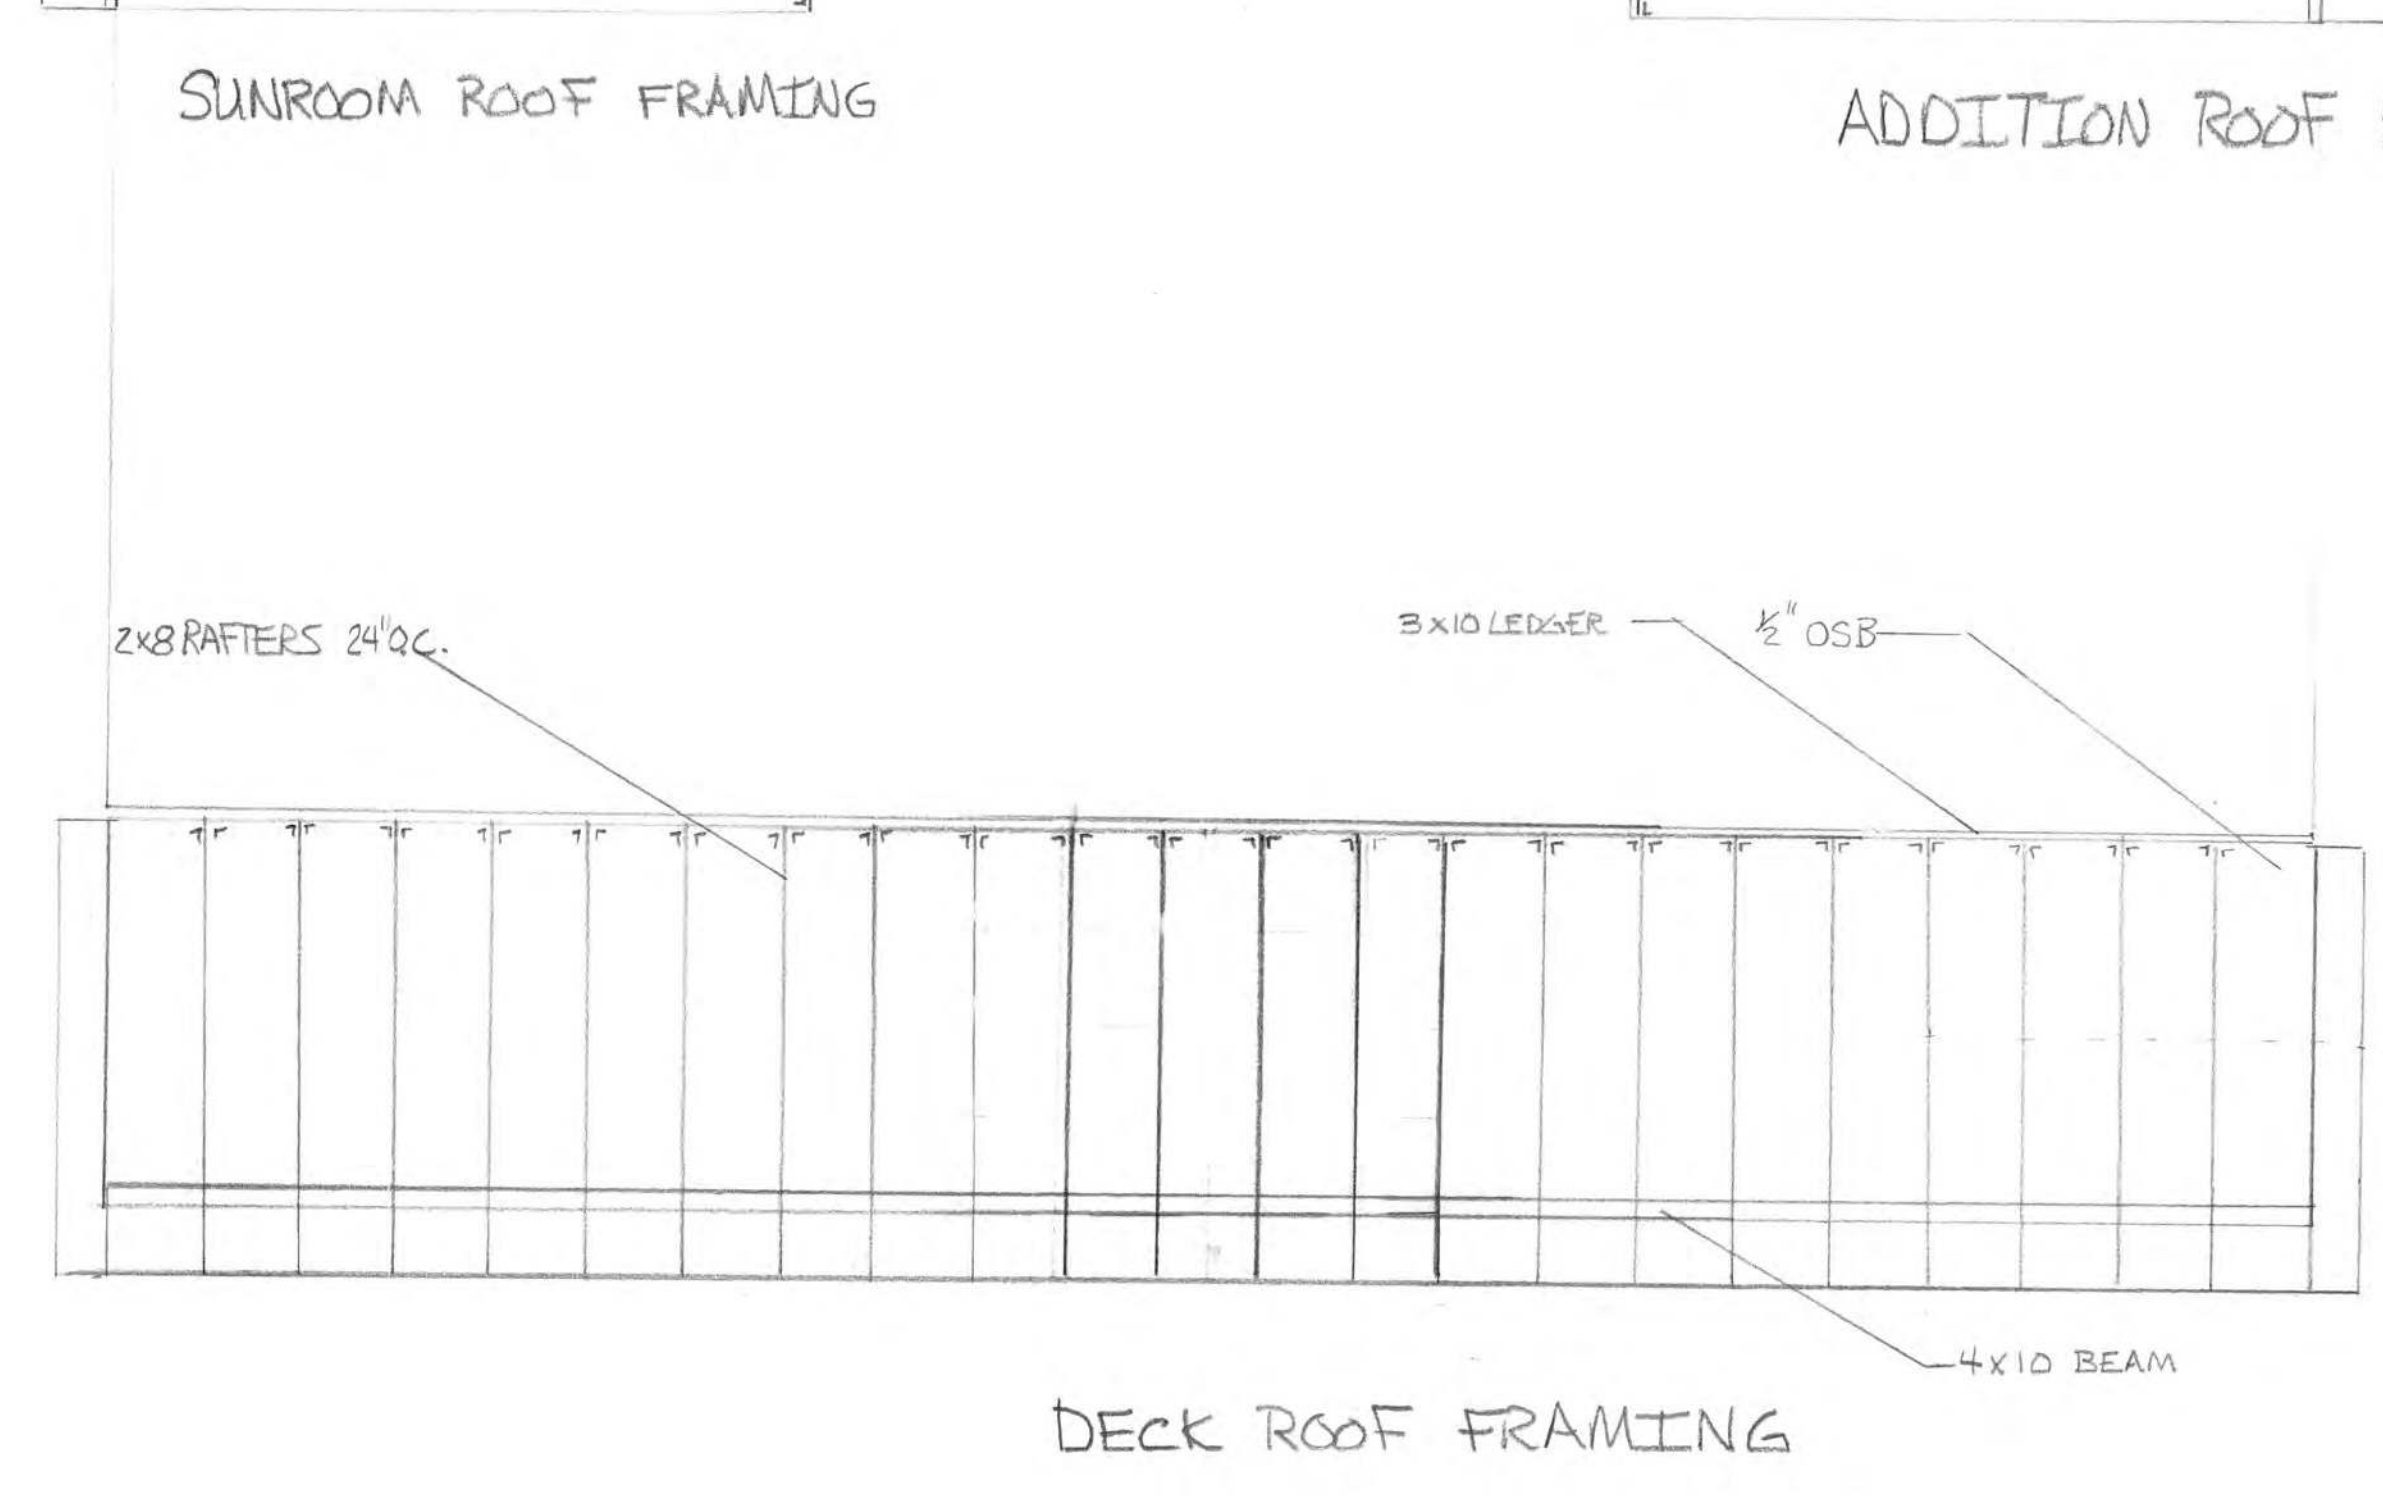 SUNROOM ROOF FRAMING
ADDITION ROOF
2x8 RAFTERS 24" O.C.
3x10 LEDGER
½" OSB
4x10 BEAM
DECK ROOF FRAMING